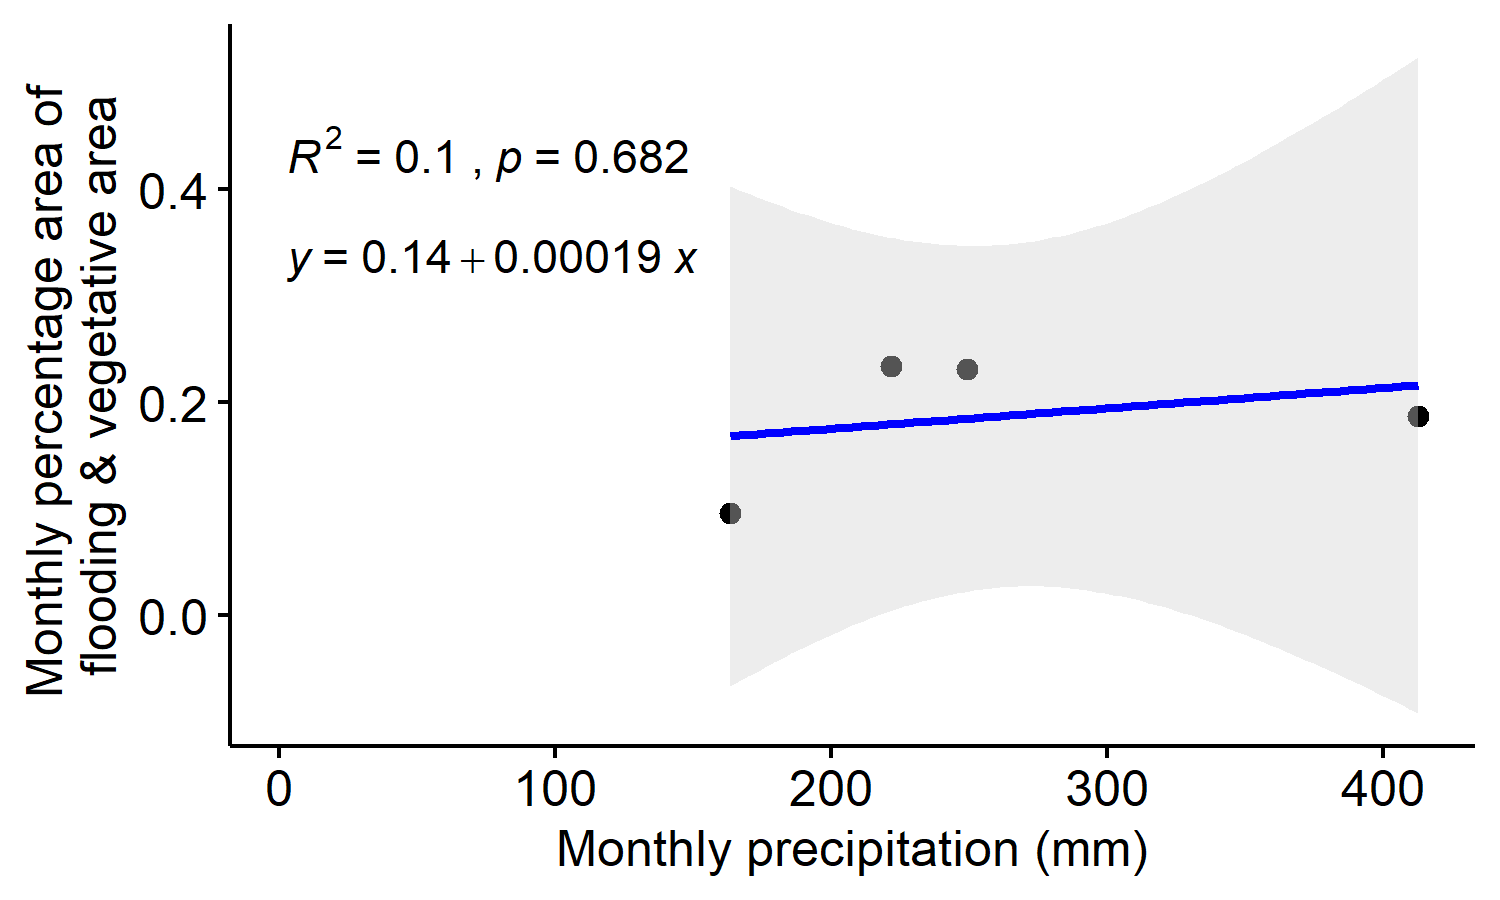 Monthly percentage area of
flooding & vegetative area
R² = 0.1 , p = 0.682
y = 0.14 + 0.00019 x
0.4
0.2
0.0
0 100 200 300 400
Monthly precipitation (mm)